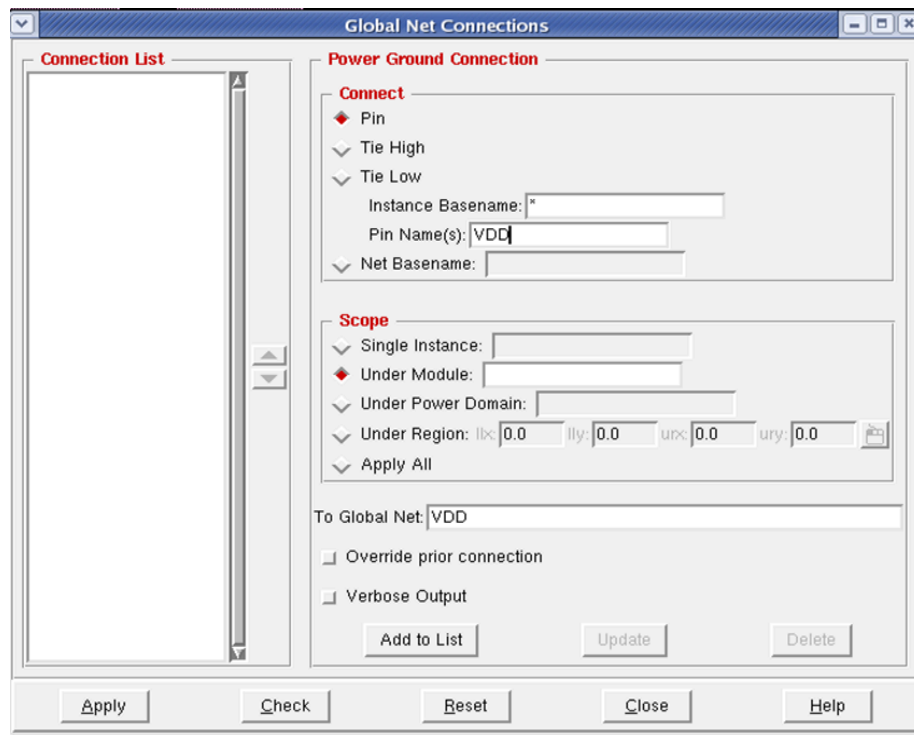 Global Net Connections
Connection List
Power Ground Connection
Connect
Pin
Tie High
Tie Low
Instance Basename: *
Pin Name(s): VDD
Net Basename:
Scope
Single Instance:
Under Module:
Under Power Domain:
Under Region: llx: 0.0 lly: 0.0 urx: 0.0 ury: 0.0
Apply All
To Global Net: VDD
Override prior connection
Verbose Output
Add to List Update Delete
Apply Check Reset Close Help